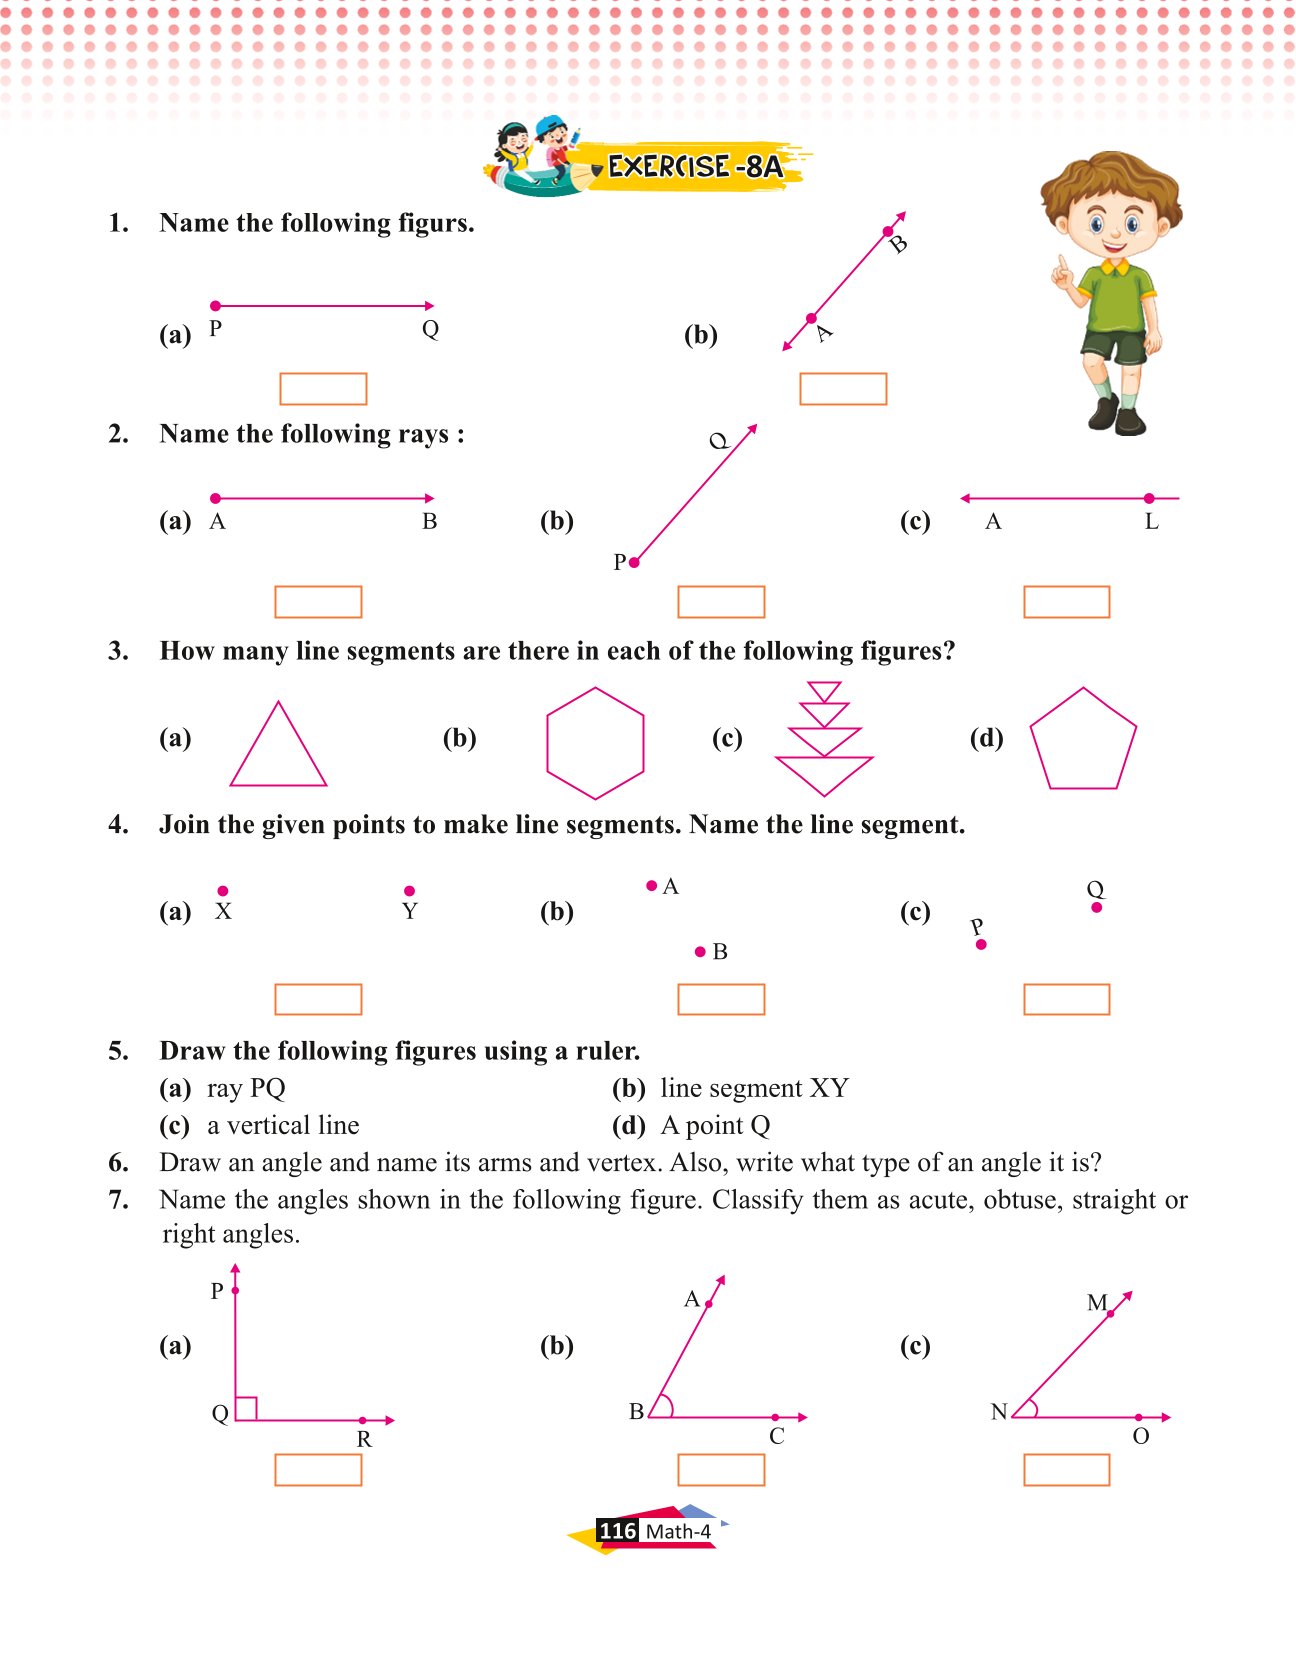 EXERCISE -8A
1. Name the following figurs.
(a) P Q (b) A B
2. Name the following rays :
(a) A B (b) P Q (c) A L
3. How many line segments are there in each of the following figures?
(a) (b) (c) (d)
4. Join the given points to make line segments. Name the line segment.
(a) X Y (b) A B (c) P Q
5. Draw the following figures using a ruler.
(a) ray PQ (b) line segment XY
(c) a vertical line (d) A point Q
6. Draw an angle and name its arms and vertex. Also, write what type of an angle it is?
7. Name the angles shown in the following figure. Classify them as acute, obtuse, straight or
right angles.
(a) P Q R (b) A B C (c) M N O
116 Math-4